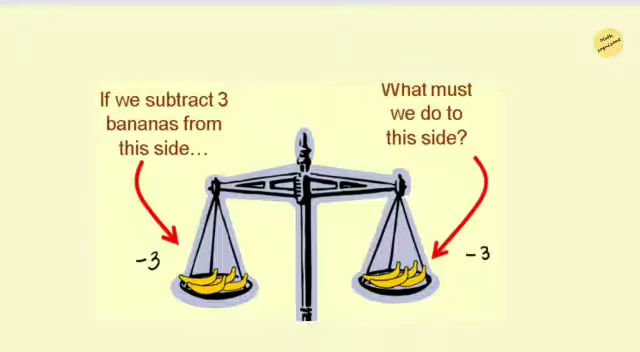 If we subtract 3
bananas from
this side...
What must
we do to
this side?
-3
-3